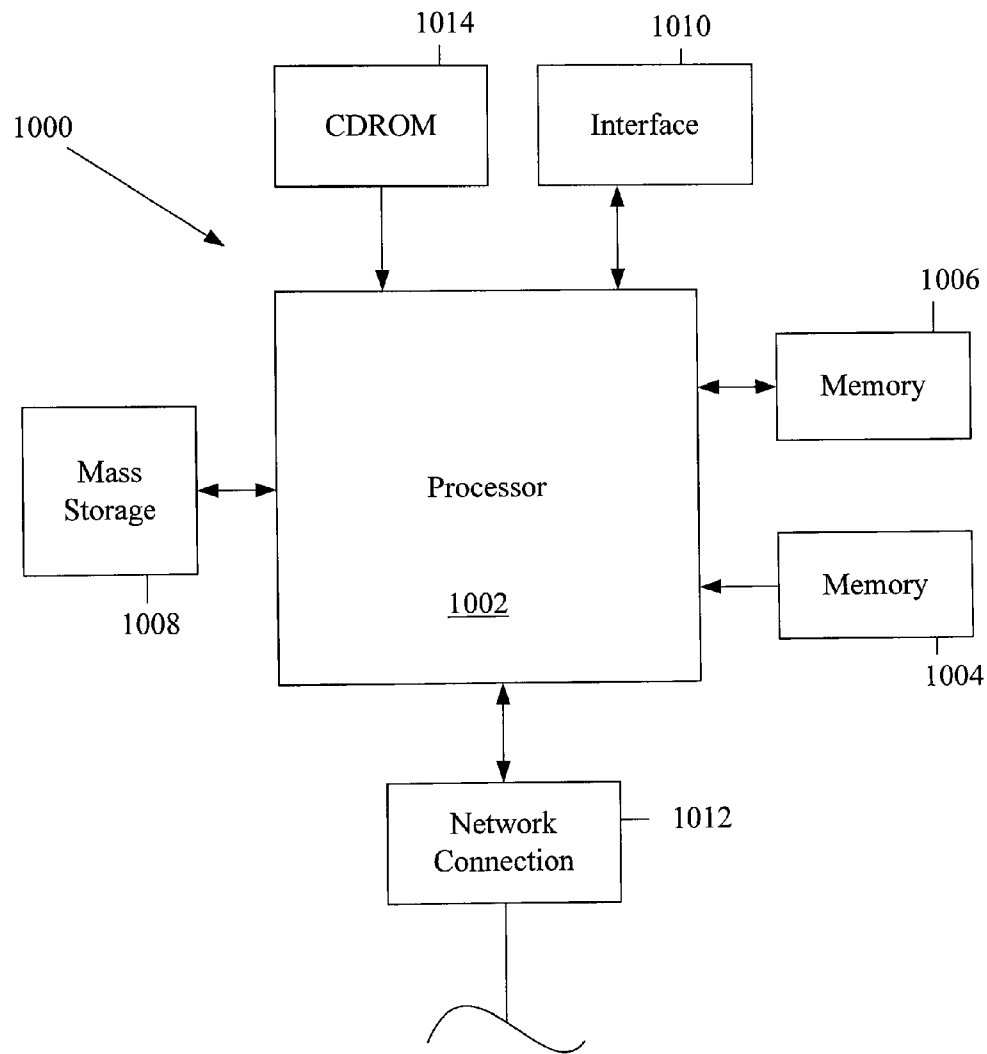 1014
1010
1000
CDROM
Interface
1006
Memory
Mass
Storage
Processor
Memory
1002
1008
1004
Network
Connection
1012